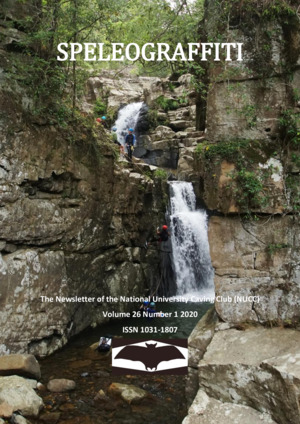 SPELEOGRAFFITI
The Newsletter of the National University Caving Club (NUCC)
Volume 26 Number 1 2020
ISSN 1031-1807